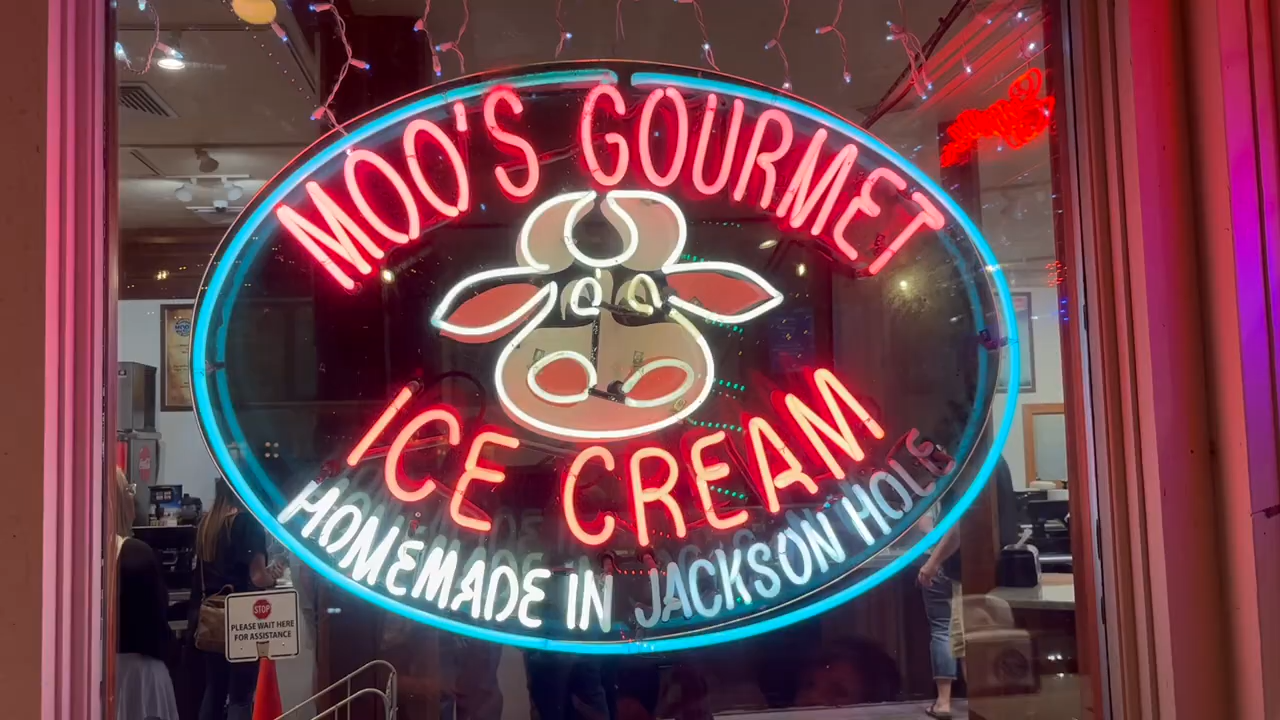 MOO'S GOURMET
ICE CREAM
HOMEMADE IN JACKSON HOLE
STOP
PLEASE WAIT HERE
FOR ASSISTANCE